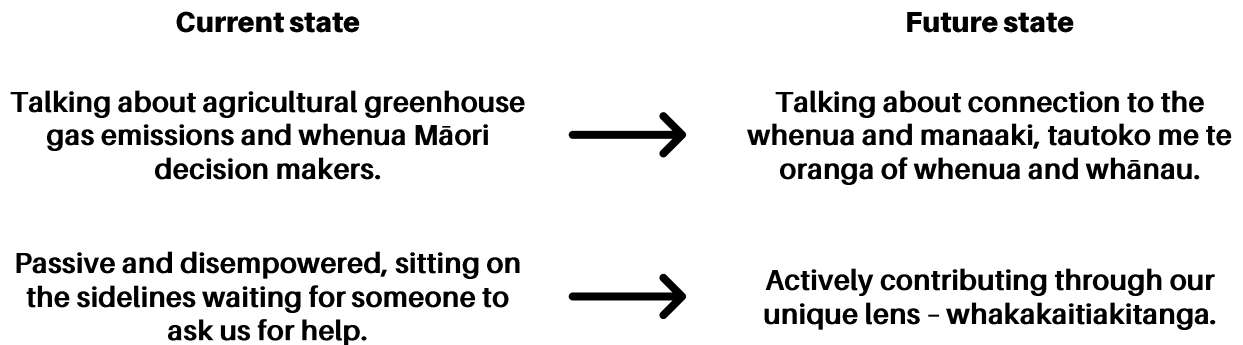 Current state
Future state
Talking about agricultural greenhouse
gas emissions and whenua Māori
decision makers.
Talking about connection to the
whenua and manaaki, tautoko me te
oranga of whenua and whānau.
Passive and disempowered, sitting on
the sidelines waiting for someone to
ask us for help.
Actively contributing through our
unique lens – whakakaitiakitanga.